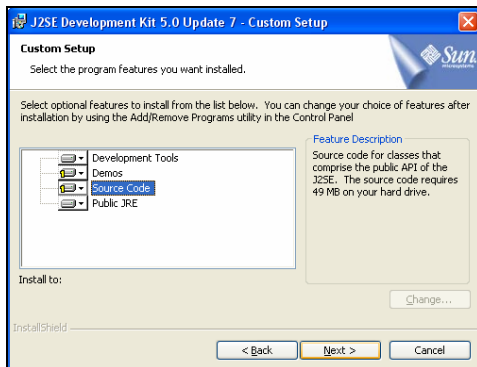 J2SE Development Kit 5.0 Update 7 - Custom Setup
Custom Setup
Select the program features you want installed.
Sun
microsystems
Select optional features to install from the list below. You can change your choice of features after
installation by using the Add/Remove Programs utility in the Control Panel
Development Tools
Demos
Source Code
Public JRE
Feature Description
Source code for classes that
comprise the public API of the
J2SE. The source code requires
49 MB on your hard drive.
Install to:
Change...
InstallShield
< Back
Next >
Cancel